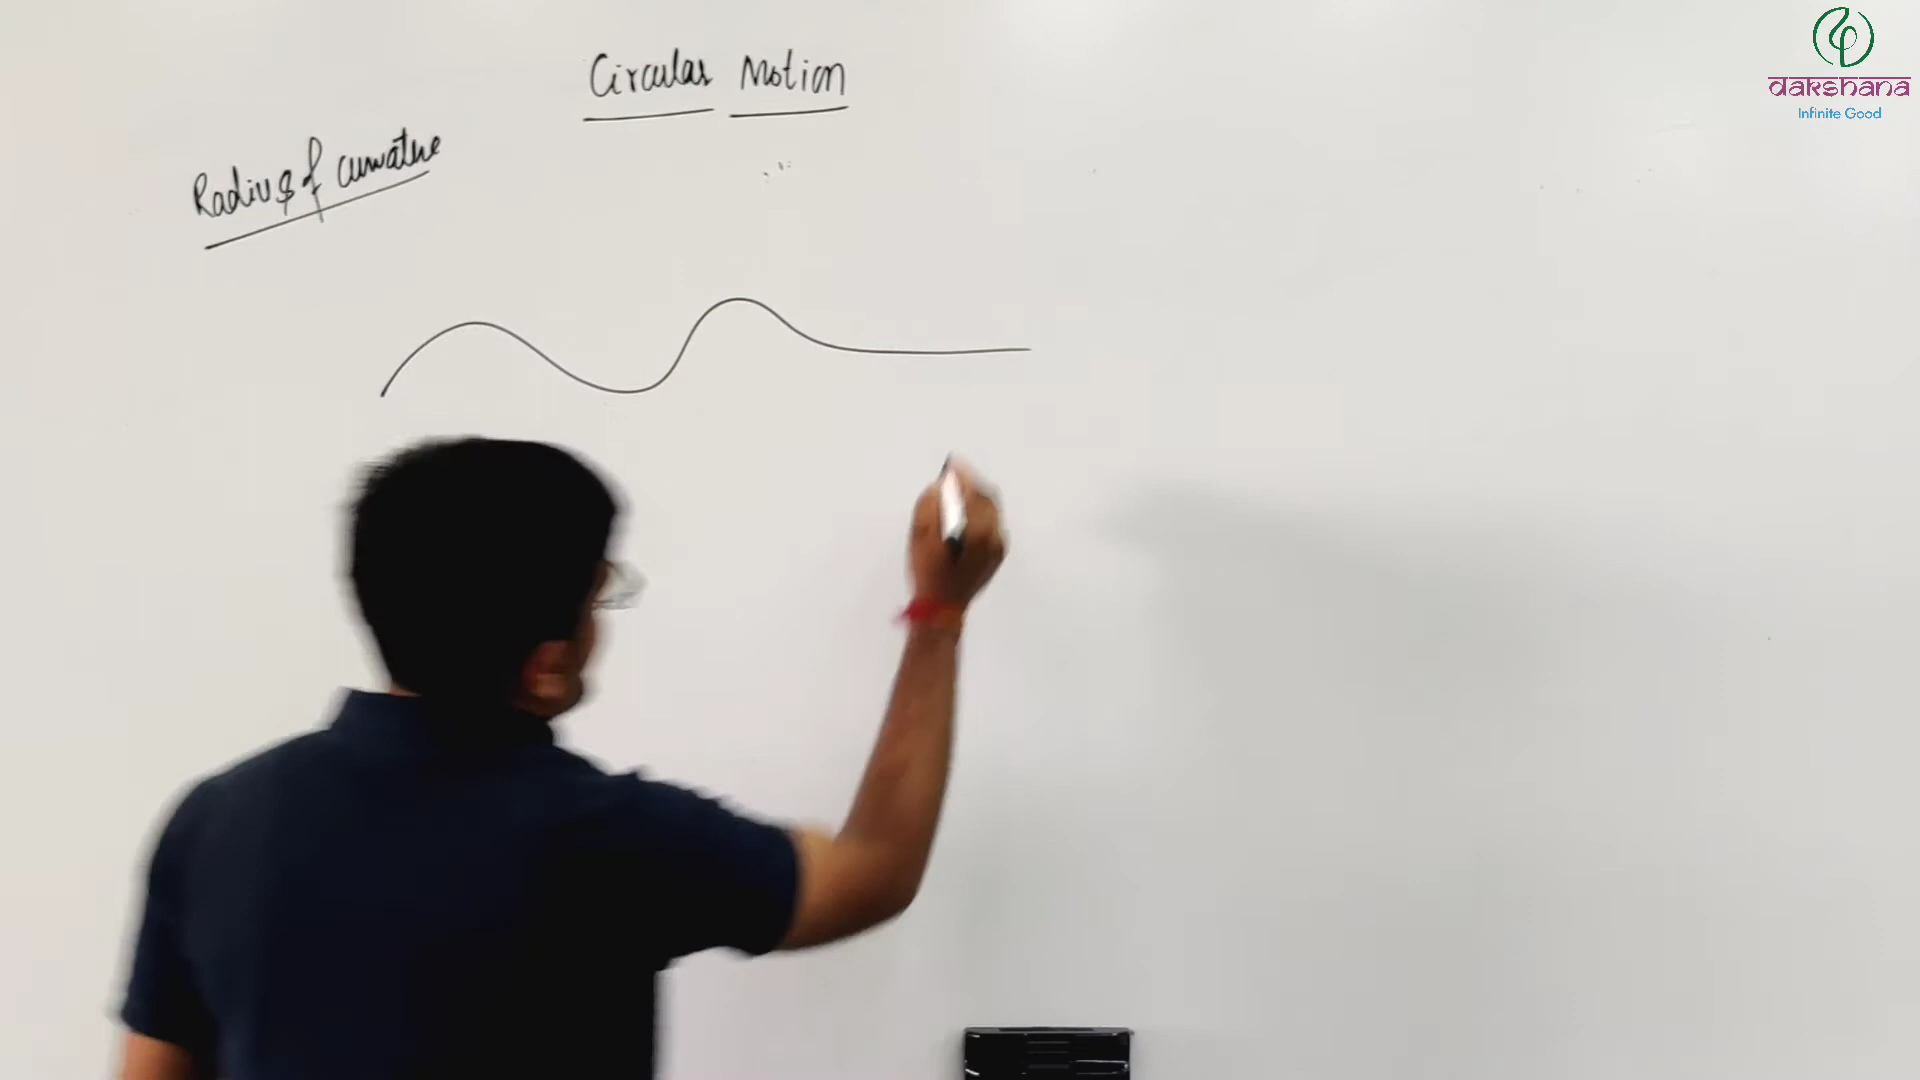 Circular Motion
Radius of curvature
dakshana
Infinite Good